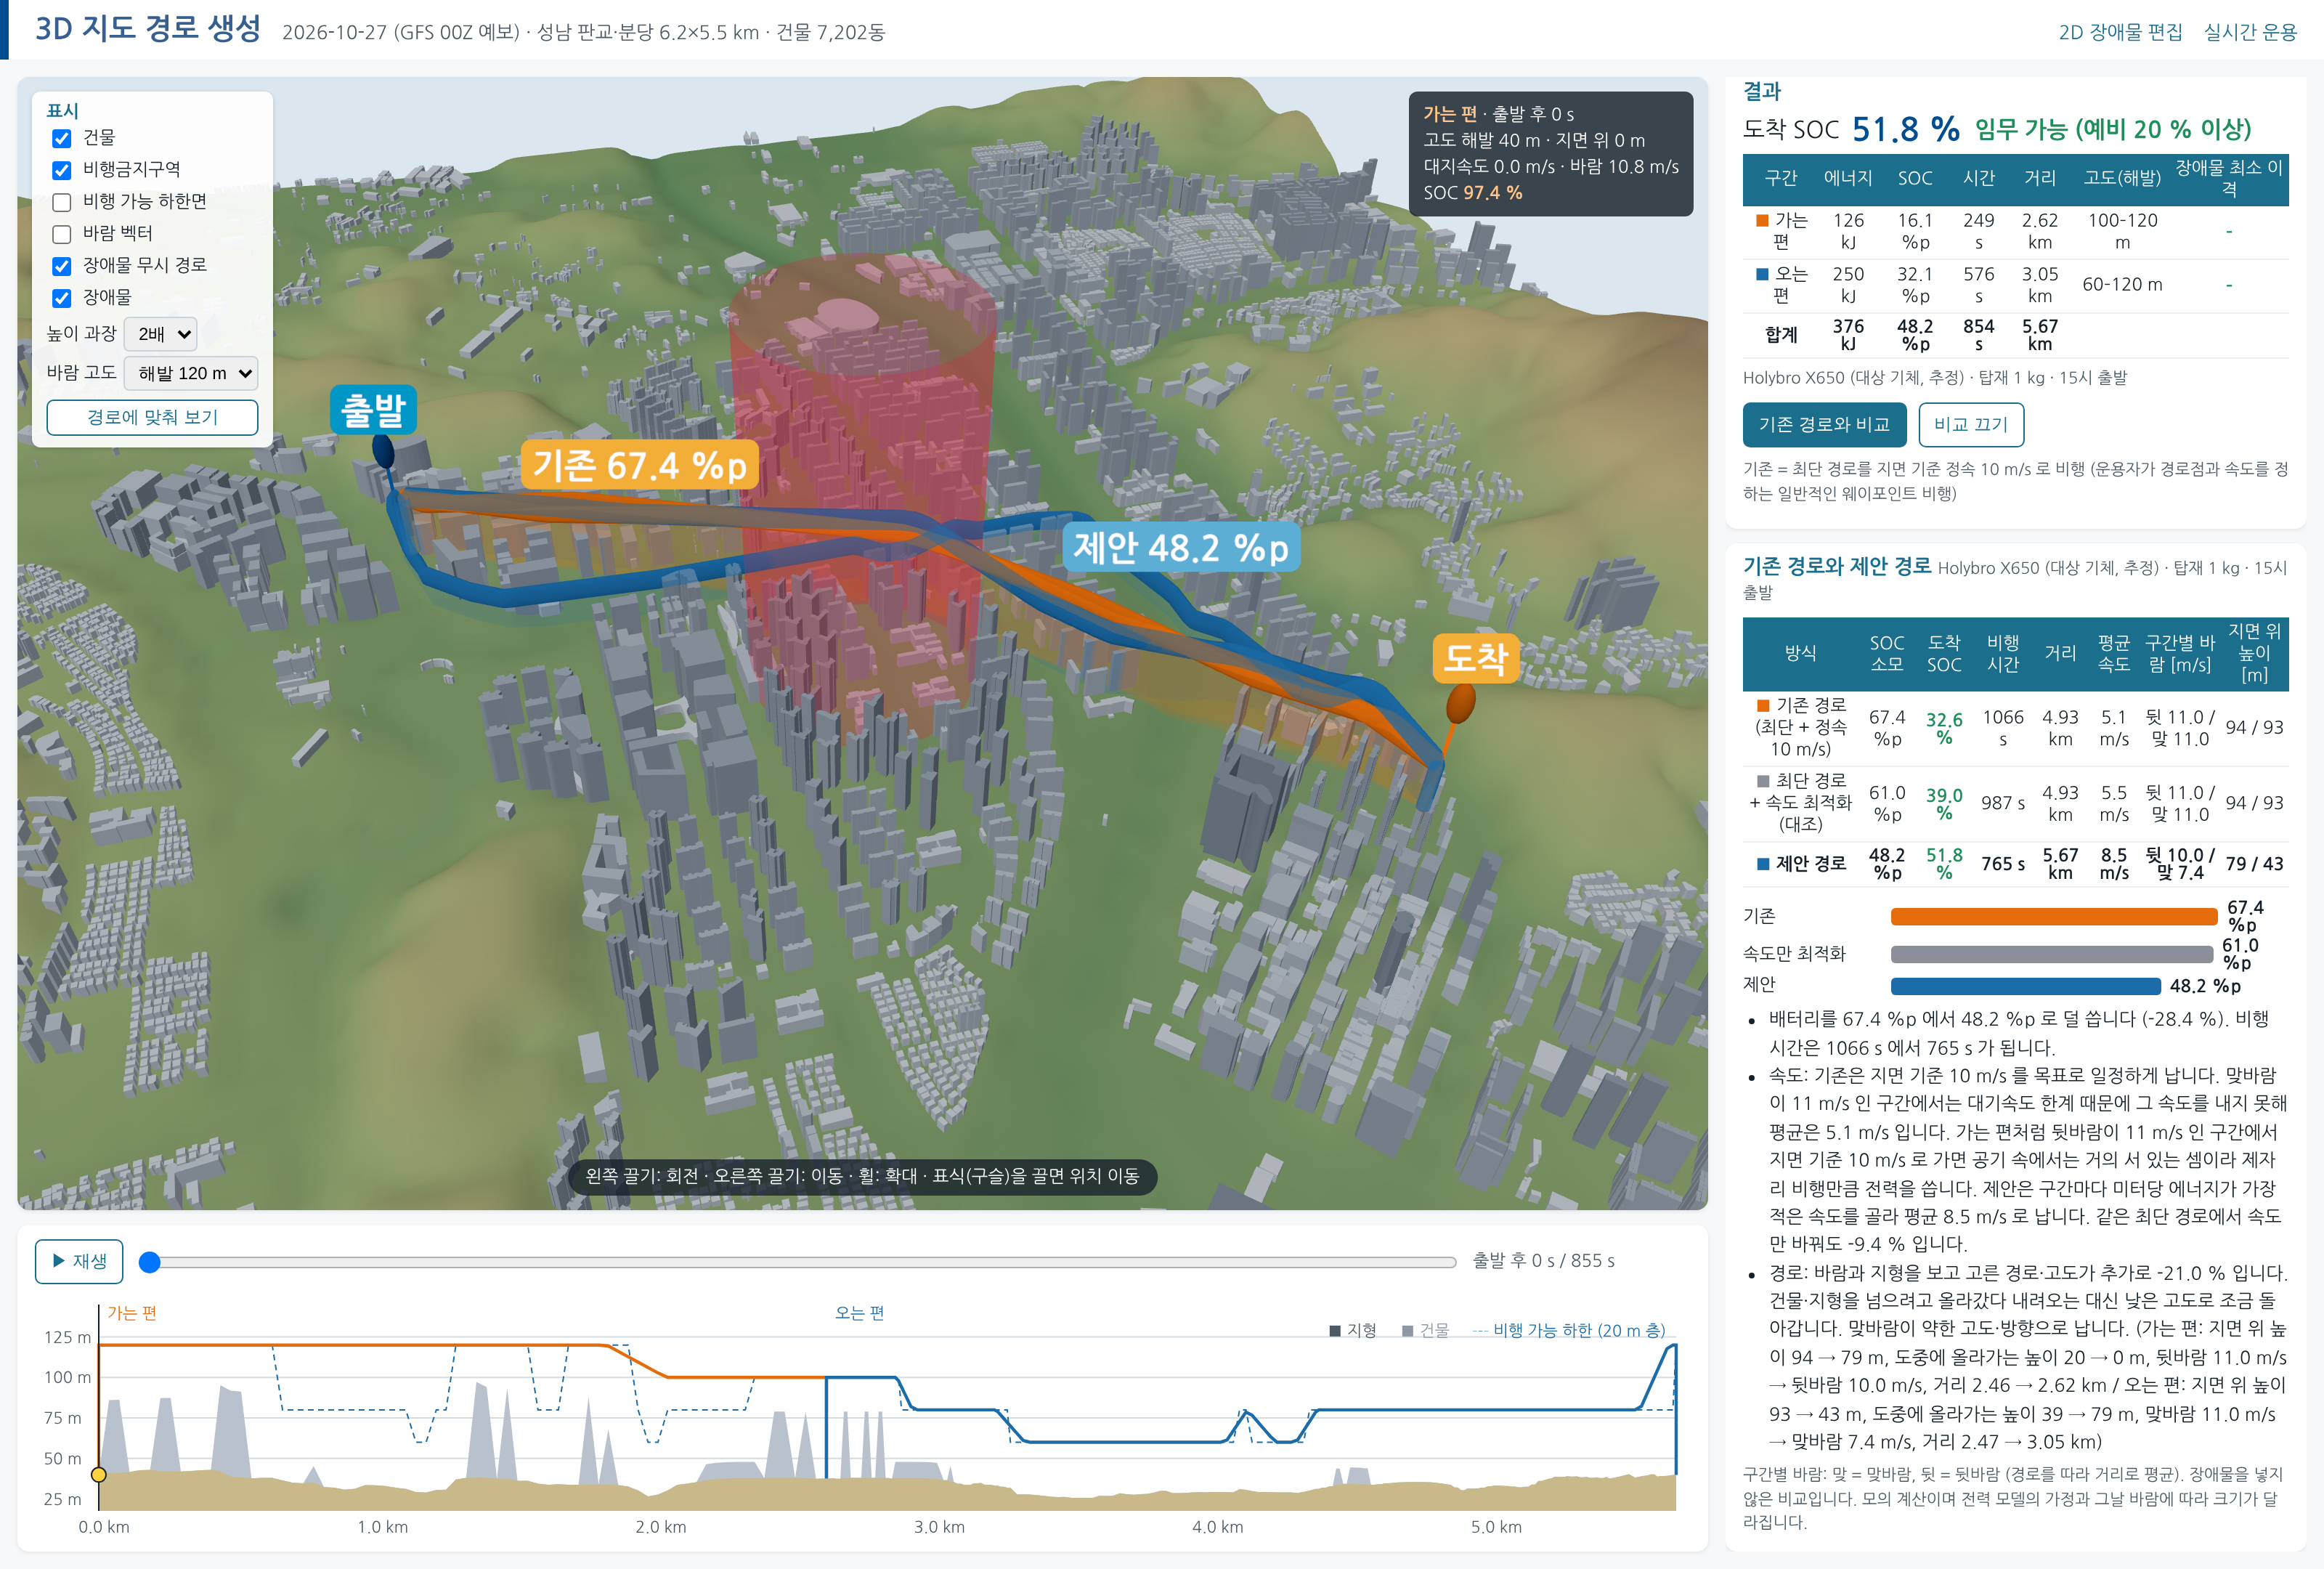 3D 지도 경로 생성 2026-10-27 (GFS 00Z 예보) · 성남 판교·분당 6.2×5.5 km · 건물 7,202동
2D 장애물 편집 실시간 운용
표시
건물
비행금지구역
비행 가능 하한면
바람 벡터
장애물 무시 경로
장애물
높이 과장 2배
바람 고도 해발 120 m
경로에 맞춰 보기
가는 편 · 출발 후 0 s
고도 해발 40 m · 지면 위 0 m
대지속도 0.0 m/s · 바람 10.8 m/s
SOC 97.4 %
출발
기존 67.4 %p
제안 48.2 %p
도착
왼쪽 끌기: 회전 · 오른쪽 끌기: 이동 · 휠: 확대 · 표식(구슬)을 끌면 위치 이동
▶ 재생
출발 후 0 s / 855 s
가는 편
오는 편
■ 지형 ■ 건물 --- 비행 가능 하한 (20 m 층)
125 m
100 m
75 m
50 m
25 m
0.0 km 1.0 km 2.0 km 3.0 km 4.0 km 5.0 km
결과
도착 SOC 51.8 % 임무 가능 (예비 20 % 이상)
구간 에너지 SOC 시간 거리 고도(해발) 장애물 최소 이격
■ 가는 편 126 kJ 16.1 %p 249 s 2.62 km 100-120 m -
■ 오는 편 250 kJ 32.1 %p 576 s 3.05 km 60-120 m -
합계 376 kJ 48.2 %p 854 s 5.67 km
Holybro X650 (대상 기체, 추정) · 탑재 1 kg · 15시 출발
기존 경로와 비교 비교 끄기
기존 = 최단 경로를 지면 기준 정속 10 m/s 로 비행 (운용자가 경로점과 속도를 정
하는 일반적인 웨이포인트 비행)
기존 경로와 제안 경로 Holybro X650 (대상 기체, 추정) · 탑재 1 kg · 15시
출발
방식 SOC 소모 도착 SOC 비행 시간 거리 평균 속도 구간별 바람 [m/s] 지면 위 높이 [m]
■ 기존 경로 (최단 + 정속 10 m/s) 67.4 %p 32.6 % 1066 s 4.93 km 5.1 m/s 뒷 11.0 / 맞 11.0 94 / 93
■ 최단 경로 + 속도 최적화 (대조) 61.0 %p 39.0 % 987 s 4.93 km 5.5 m/s 뒷 11.0 / 맞 11.0 94 / 93
■ 제안 경로 48.2 %p 51.8 % 765 s 5.67 km 8.5 m/s 뒷 10.0 / 맞 7.4 79 / 43
기존 67.4 %p
속도만 최적화 61.0 %p
제안 48.2 %p
• 배터리를 67.4 %p 에서 48.2 %p 로 덜 씁니다 (-28.4 %). 비행
시간은 1066 s 에서 765 s 가 됩니다.
• 속도: 기존은 지면 기준 10 m/s 를 목표로 일정하게 납니다. 맞바람
이 11 m/s 인 구간에서는 대기속도 한계 때문에 그 속도를 내지 못해
평균은 5.1 m/s 입니다. 가는 편처럼 뒷바람이 11 m/s 인 구간에서
지면 기준 10 m/s 로 가면 공기 속에서는 거의 서 있는 셈이라 제자
리 비행만큼 전력을 씁니다. 제안은 구간마다 미터당 에너지가 가장
적은 속도를 골라 평균 8.5 m/s 로 납니다. 같은 최단 경로에서 속도
만 바꿔도 -9.4 % 입니다.
• 경로: 바람과 지형을 보고 고른 경로·고도가 추가로 -21.0 % 입니다.
건물·지형을 넘으려고 올라갔다 내려오는 대신 낮은 고도로 조금 돌
아갑니다. 맞바람이 약한 고도·방향으로 납니다. (가는 편: 지면 위 높
이 94 → 79 m, 도중에 올라가는 높이 20 → 0 m, 뒷바람 11.0 m/s
→ 뒷바람 10.0 m/s, 거리 2.46 → 2.62 km / 오는 편: 지면 위 높이
93 → 43 m, 도중에 올라가는 높이 39 → 79 m, 맞바람 11.0 m/s
→ 맞바람 7.4 m/s, 거리 2.47 → 3.05 km)
구간별 바람: 맞 = 맞바람, 뒷 = 뒷바람 (경로를 따라 거리로 평균). 장애물을 넣지
않은 비교입니다. 모의 계산이며 전력 모델의 가정과 그날 바람에 따라 크기가 달
라집니다.